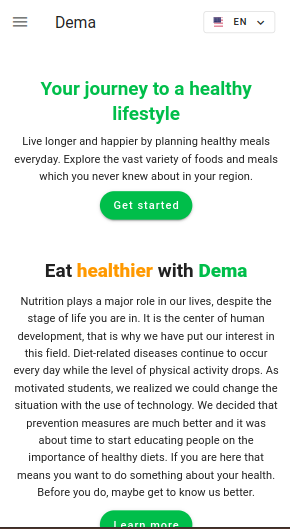 Dema
EN
Your journey to a healthy
lifestyle
Live longer and happier by planning healthy meals
everyday. Explore the vast variety of foods and meals
which you never knew about in your region.
Get started
Eat healthier with Dema
Nutrition plays a major role in our lives, despite the
stage of life you are in. It is the center of human
development, that is why we have put our interest in
this field. Diet-related diseases continue to occur
every day while the level of physical activity drops. As
motivated students, we realized we could change the
situation with the use of technology. We decided that
prevention measures are much better and it was
about time to start educating people on the
importance of healthy diets. If you are here that
means you want to do something about your health.
Before you do, maybe get to know us better.
Learn more